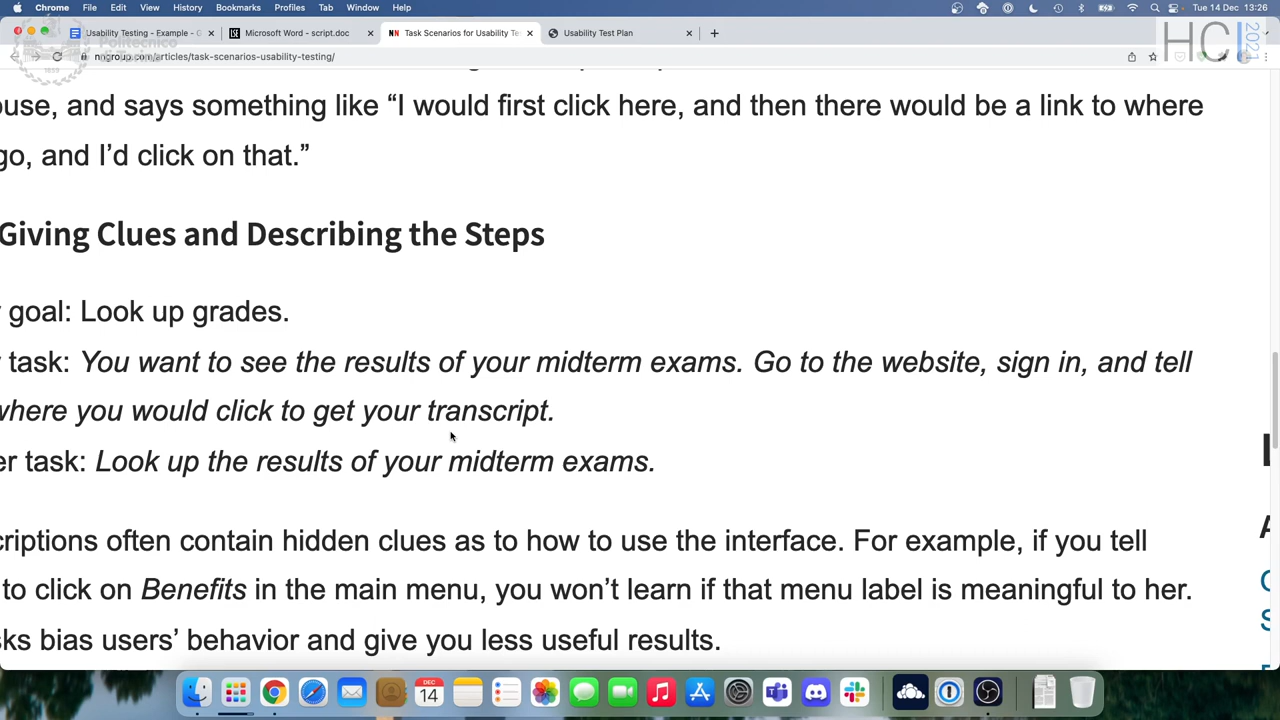 Chrome File Edit View History Bookmarks Profiles Tab Window Help Tue 14 Dec 13:26
Usability Testing - Example - G Microsoft Word - script.doc Task Scenarios for Usability Te Usability Test Plan
nngroup.com/articles/task-scenarios-usability-testing/
Politecnico
1859
HCI 2021
ouse, and says something like “I would first click here, and then there would be a link to where
go, and I’d click on that.”
Giving Clues and Describing the Steps
goal: Look up grades.
task: You want to see the results of your midterm exams. Go to the website, sign in, and tell
where you would click to get your transcript.
er task: Look up the results of your midterm exams.
criptions often contain hidden clues as to how to use the interface. For example, if you tell
to click on Benefits in the main menu, you won’t learn if that menu label is meaningful to her.
sks bias users’ behavior and give you less useful results.
DEC
14